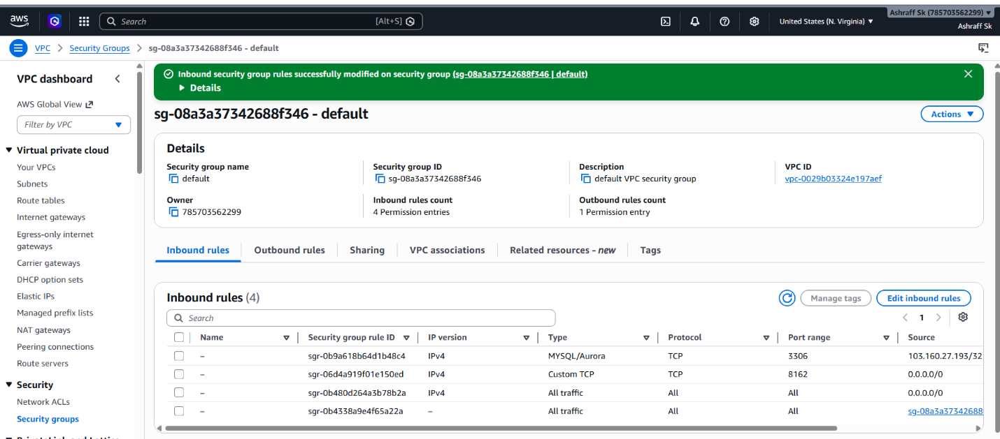 aws
Search [Alt+S]
United States (N. Virginia)
Ashraff Sk (785703562299)
Ashraff Sk
VPC > Security Groups > sg-08a3a37342688f346 - default
VPC dashboard
AWS Global View
Filter by VPC
Virtual private cloud
Your VPCs
Subnets
Route tables
Internet gateways
Egress-only internet
gateways
Carrier gateways
DHCP option sets
Elastic IPs
Managed prefix lists
NAT gateways
Peering connections
Route servers
Security
Network ACLs
Security groups
Inbound security group rules successfully modified on security group (sg-08a3a37342688f346 | default)
Details
sg-08a3a37342688f346 - default
Actions
Details
Security group name
default
Security group ID
sg-08a3a37342688f346
Description
default VPC security group
VPC ID
vpc-0029b03324e197aef
Owner
785703562299
Inbound rules count
4 Permission entries
Outbound rules count
1 Permission entry
Inbound rules Outbound rules Sharing VPC associations Related resources - new Tags
Inbound rules (4)
Manage tags
Edit inbound rules
Search
1
Name Security group rule ID IP version Type Protocol Port range Source
– sgr-0b9a618b64d1b48c4 IPv4 MYSQL/Aurora TCP 3306 103.160.27.193/32
– sgr-06d4a919f01e150ed IPv4 Custom TCP TCP 8162 0.0.0.0/0
– sgr-0b480d264a3b78b2a IPv4 All traffic All All 0.0.0.0/0
– sgr-0b4338a9e4f65a22a – All traffic All All sg-08a3a37342688